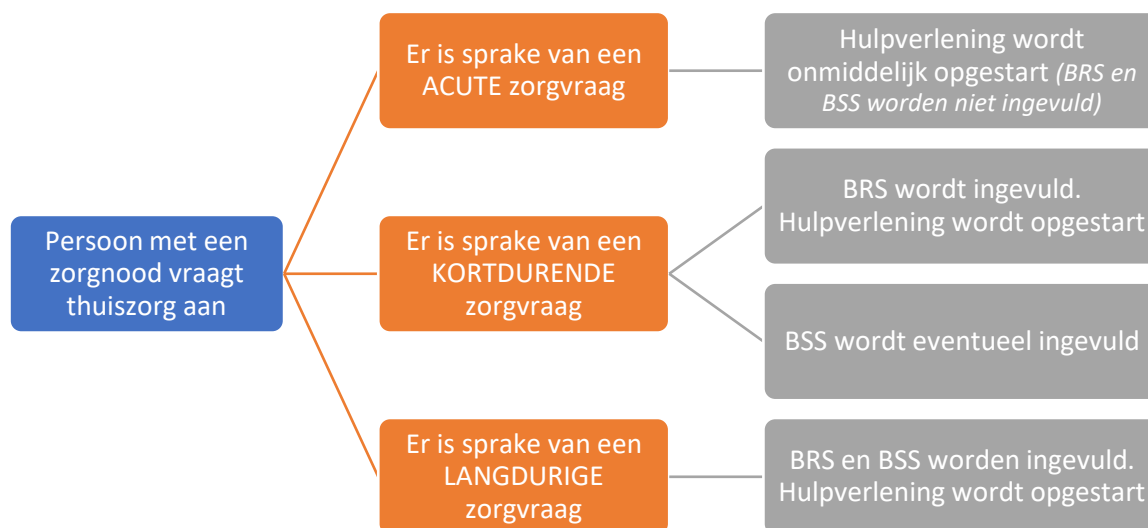 Persoon met een
zorgnood vraagt
thuiszorg aan
Er is sprake van een
ACUTE zorgvraag
Hulpverlening wordt
onmiddelijk opgestart (BRS en
BSS worden niet ingevuld)
Er is sprake van een
KORTDURENDE
zorgvraag
BRS wordt ingevuld.
Hulpverlening wordt opgestart
BSS wordt eventueel ingevuld
Er is sprake van een
LANGDURIGE
zorgvraag
BRS en BSS worden ingevuld.
Hulpverlening wordt opgestart